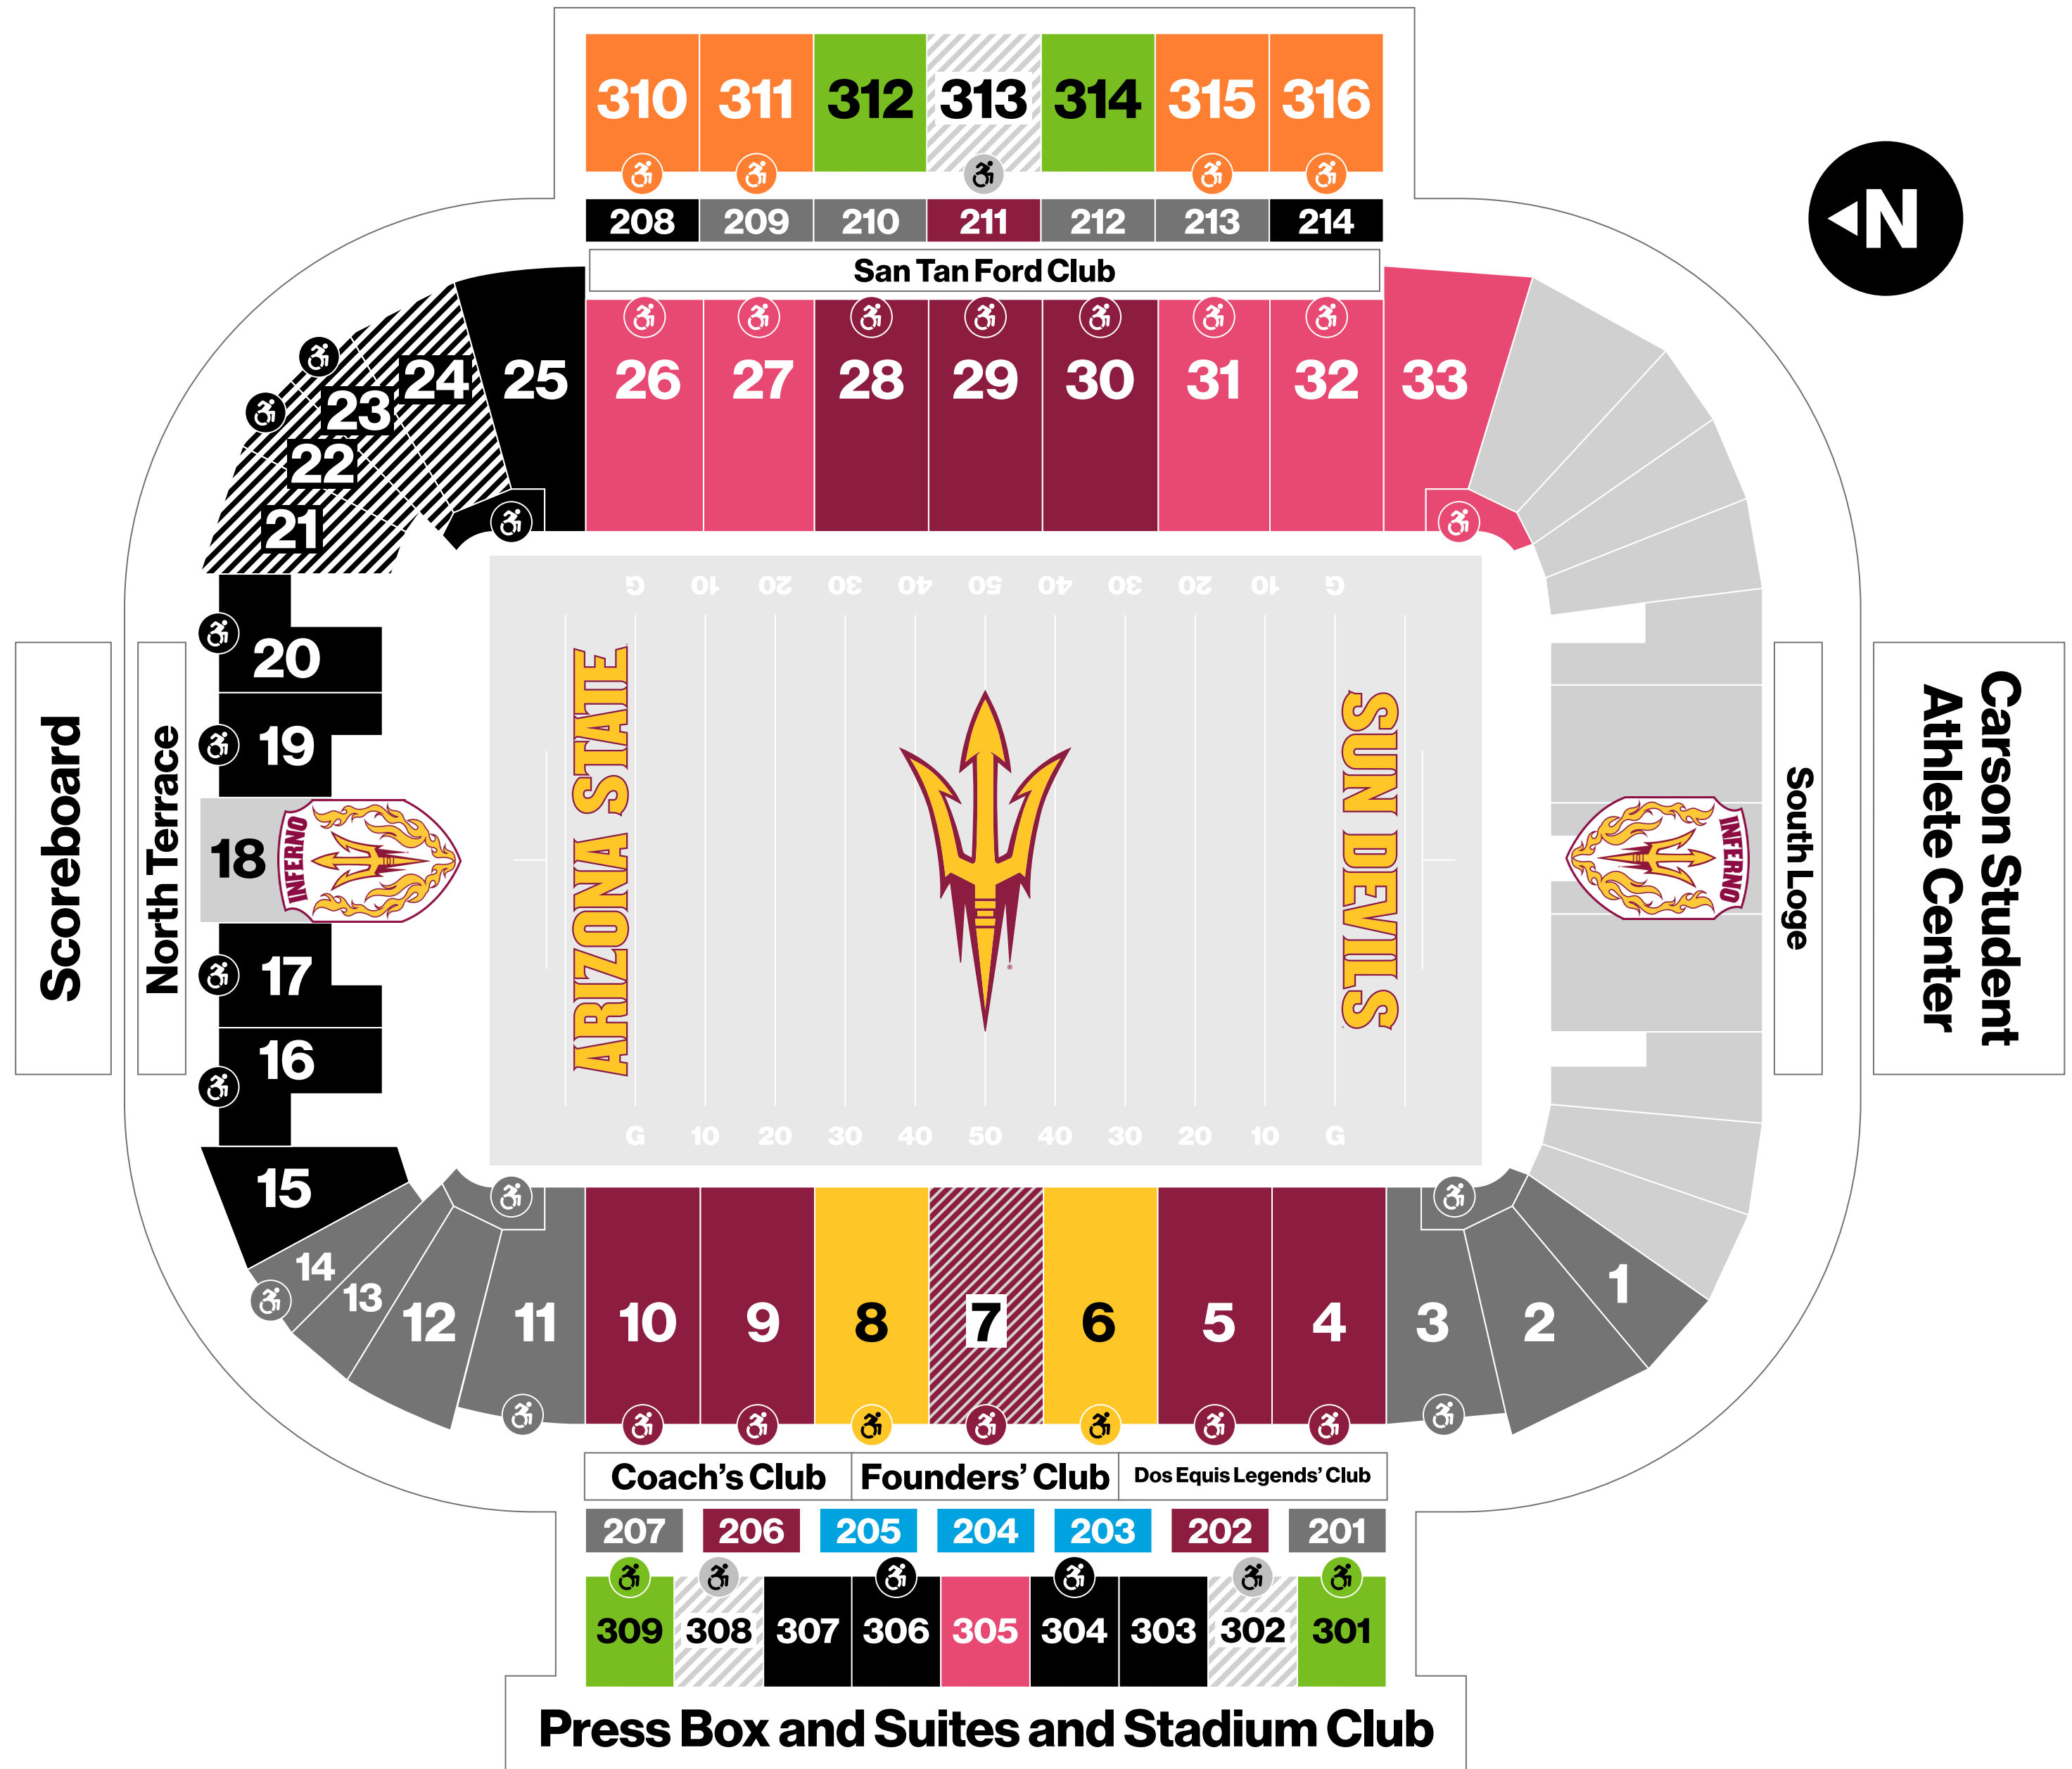 310 311 312 313 314 315 316
208 209 210 211 212 213 214
N
San Tan Ford Club
25 26 27 28 29 30 31 32 33
24
23
22
21
20
19
18
17
16
15
14
13
12 11 10 9 8 7 6 5 4 3 2 1
G 10 20 30 40 50 40 30 20 10 G
Scoreboard
North Terrace
INFERNO
ARIZONA STATE
SUN DEVILS
®
INFERNO
South Loge
Carson Student
Athlete Center
G 10 20 30 40 50 40 30 20 10 G
Coach's Club Founders' Club Dos Equis Legends' Club
207 206 205 204 203 202 201
309 308 307 306 305 304 303 302 301
Press Box and Suites and Stadium Club